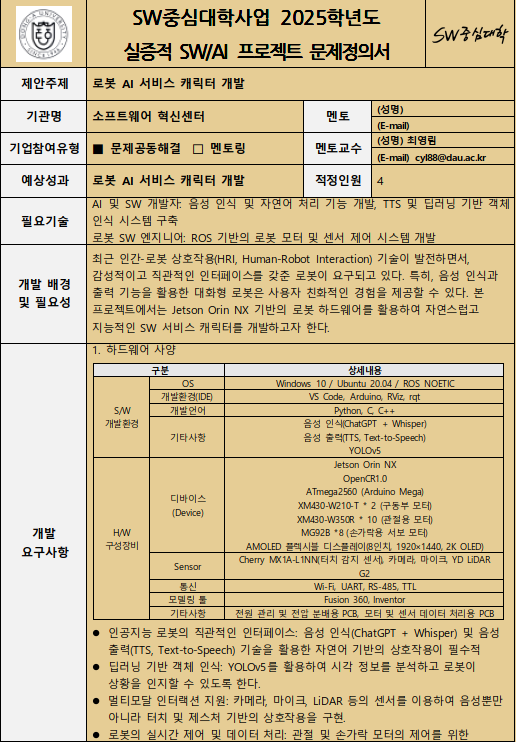 SW중심대학사업 2025학년도
실증적 SW/AI 프로젝트 문제정의서
SW중심대학
제안주제
로봇 AI 서비스 캐릭터 개발
기관명
소프트웨어 혁신센터
멘토
(성명)
(E-mail)
기업참여유형
■ 문제공동해결 □ 멘토링
멘토교수
(성명) 최영림
(E-mail) cyl88@dau.ac.kr
예상성과
로봇 AI 서비스 캐릭터 개발
적정인원
4
필요기술
AI 및 SW 개발자: 음성 인식 및 자연어 처리 기능 개발, TTS 및 딥러닝 기반 객체
인식 시스템 구축
로봇 SW 엔지니어: ROS 기반의 로봇 모터 및 센서 제어 시스템 개발
개발 배경
및 필요성
최근 인간-로봇 상호작용(HRI, Human-Robot Interaction) 기술이 발전하면서,
감성적이고 직관적인 인터페이스를 갖춘 로봇이 요구되고 있다. 특히, 음성 인식과
출력 기능을 활용한 대화형 로봇은 사용자 친화적인 경험을 제공할 수 있다. 본
프로젝트에서는 Jetson Orin NX 기반의 로봇 하드웨어를 활용하여 자연스럽고
지능적인 SW 서비스 캐릭터를 개발하고자 한다.
개발
요구사항
1. 하드웨어 사양
구분
상세내용
S/W
개발환경
OS
Windows 10 / Ubuntu 20.04 / ROS NOETIC
개발환경(IDE)
VS Code, Arduino, RViz, rqt
개발언어
Python, C, C++
기타사항
음성 인식(ChatGPT + Whisper)
음성 출력(TTS, Text-to-Speech)
YOLOv5
H/W
구성장비
디바이스
(Device)
Jetson Orin NX
OpenCR1.0
ATmega2560 (Arduino Mega)
XM430-W210-T * 2 (구동부 모터)
XM430-W350R * 10 (관절용 모터)
MG92B *8 (손가락용 서보 모터)
AMOLED 플렉시블 디스플레이(8인치, 1920×1440, 2K OLED)
Sensor
Cherry MX1A-L1NN(터치 감지 센서), 카메라, 마이크, YD LiDAR
G2
통신
Wi-Fi, UART, RS-485, TTL
모델링 툴
Fusion 360, Inventor
기타사항
전원 관리 및 전압 분배용 PCB, 모터 및 센서 데이터 처리용 PCB
● 인공지능 로봇의 직관적인 인터페이스: 음성 인식(ChatGPT + Whisper) 및 음성
출력(TTS, Text-to-Speech) 기술을 활용한 자연어 기반의 상호작용이 필수적
● 딥러닝 기반 객체 인식: YOLOv5를 활용하여 시각 정보를 분석하고 로봇이
상황을 인지할 수 있도록 한다.
● 멀티모달 인터랙션 지원: 카메라, 마이크, LiDAR 등의 센서를 이용하여 음성뿐만
아니라 터치 및 제스처 기반의 상호작용을 구현.
● 로봇의 실시간 제어 및 데이터 처리: 관절 및 손가락 모터의 제어를 위한